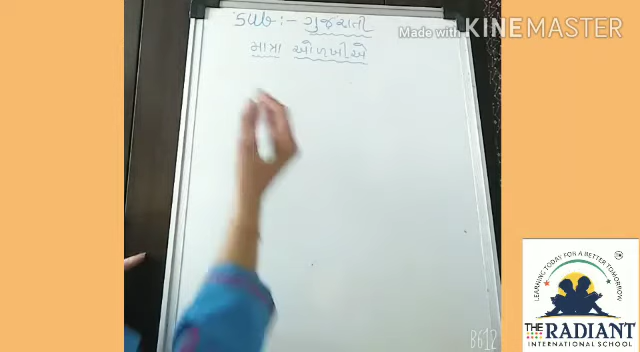 Sub :- ગુજરાતી
માત્રા ઓળખીએ
Made with KINEMASTER
LEARNING TODAY FOR A BETTER TOMORROW
THE RADIANT
INTERNATIONAL SCHOOL
B612